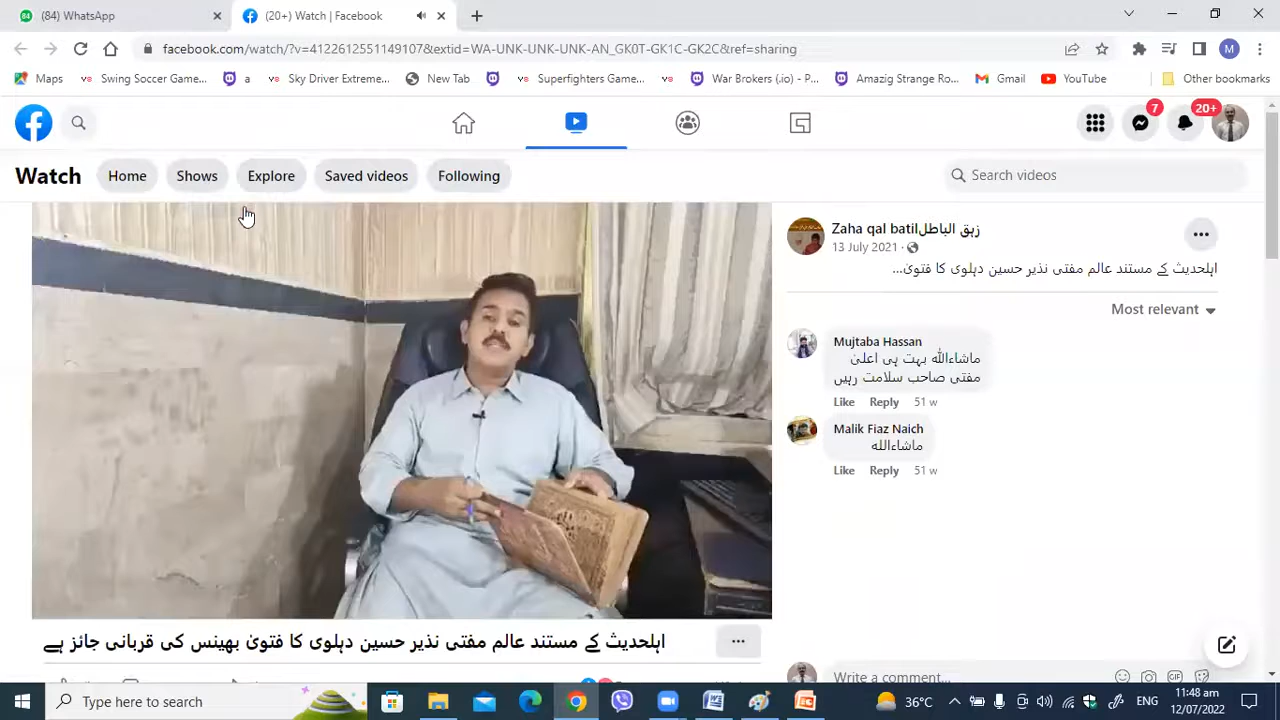 (84) WhatsApp
(20+) Watch | Facebook
facebook.com/watch/?v=4122612551149107&extid=WA-UNK-UNK-UNK-AN_GK0T-GK1C-GK2C&ref=sharing
M
Maps
Swing Soccer Game...
a
Sky Driver Extreme...
New Tab
Superfighters Game...
War Brokers (.io) - P...
Amazig Strange Ro...
Gmail
YouTube
Other bookmarks
7
20+
Watch
Home
Shows
Explore
Saved videos
Following
Search videos
Zaha qal batilزہق الباطل
13 July 2021
اہلحدیث کے مستند عالم مفتی نذیر حسین دہلوی کا فتویٰ...
Most relevant
Mujtaba Hassan
ماشاءاللّٰہ بہت ہی اعلیٰ
مفتی صاحب سلامت رہیں
Like Reply 51 w
Malik Fiaz Naich
ماشاءالله
Like Reply 51 w
اہلحدیث کے مستند عالم مفتی نذیر حسین دہلوی کا فتویٰ بھینس کی قربانی جائز ہے
Write a comment...
GIF
Type here to search
36°C
ENG
11:48 am
12/07/2022